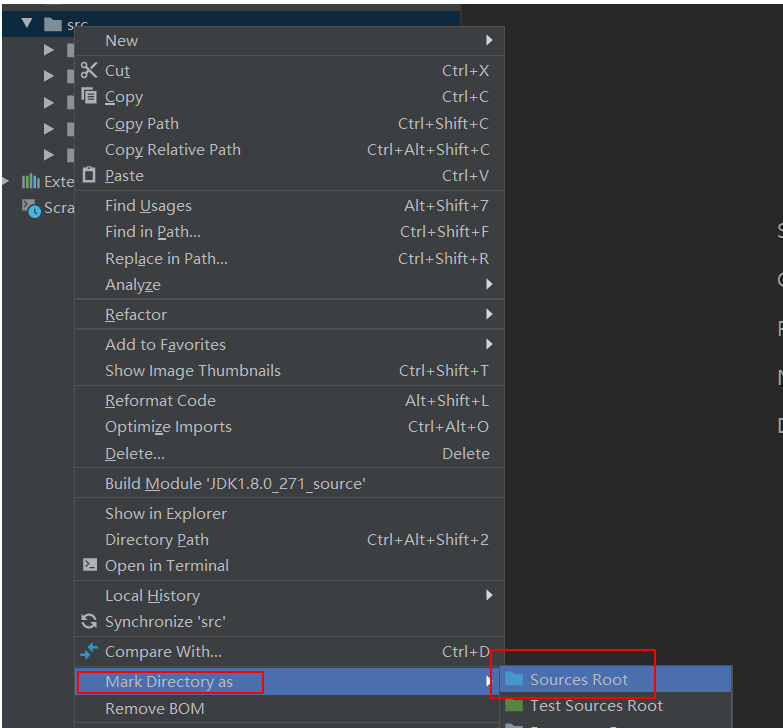 src
New
Cut Ctrl+X
Copy Ctrl+C
Copy Path Ctrl+Shift+C
Copy Relative Path Ctrl+Alt+Shift+C
Paste Ctrl+V
Exte
Scra
Find Usages Alt+Shift+7
Find in Path... Ctrl+Shift+F
Replace in Path... Ctrl+Shift+R
Analyze
Refactor
Add to Favorites
Show Image Thumbnails Ctrl+Shift+T
Reformat Code Alt+Shift+L
Optimize Imports Ctrl+Alt+O
Delete... Delete
Build Module 'JDK1.8.0_271_source'
Show in Explorer
Directory Path Ctrl+Alt+Shift+2
Open in Terminal
Local History
Synchronize 'src'
Compare With... Ctrl+D
Mark Directory as
Sources Root
Test Sources Root
Remove BOM